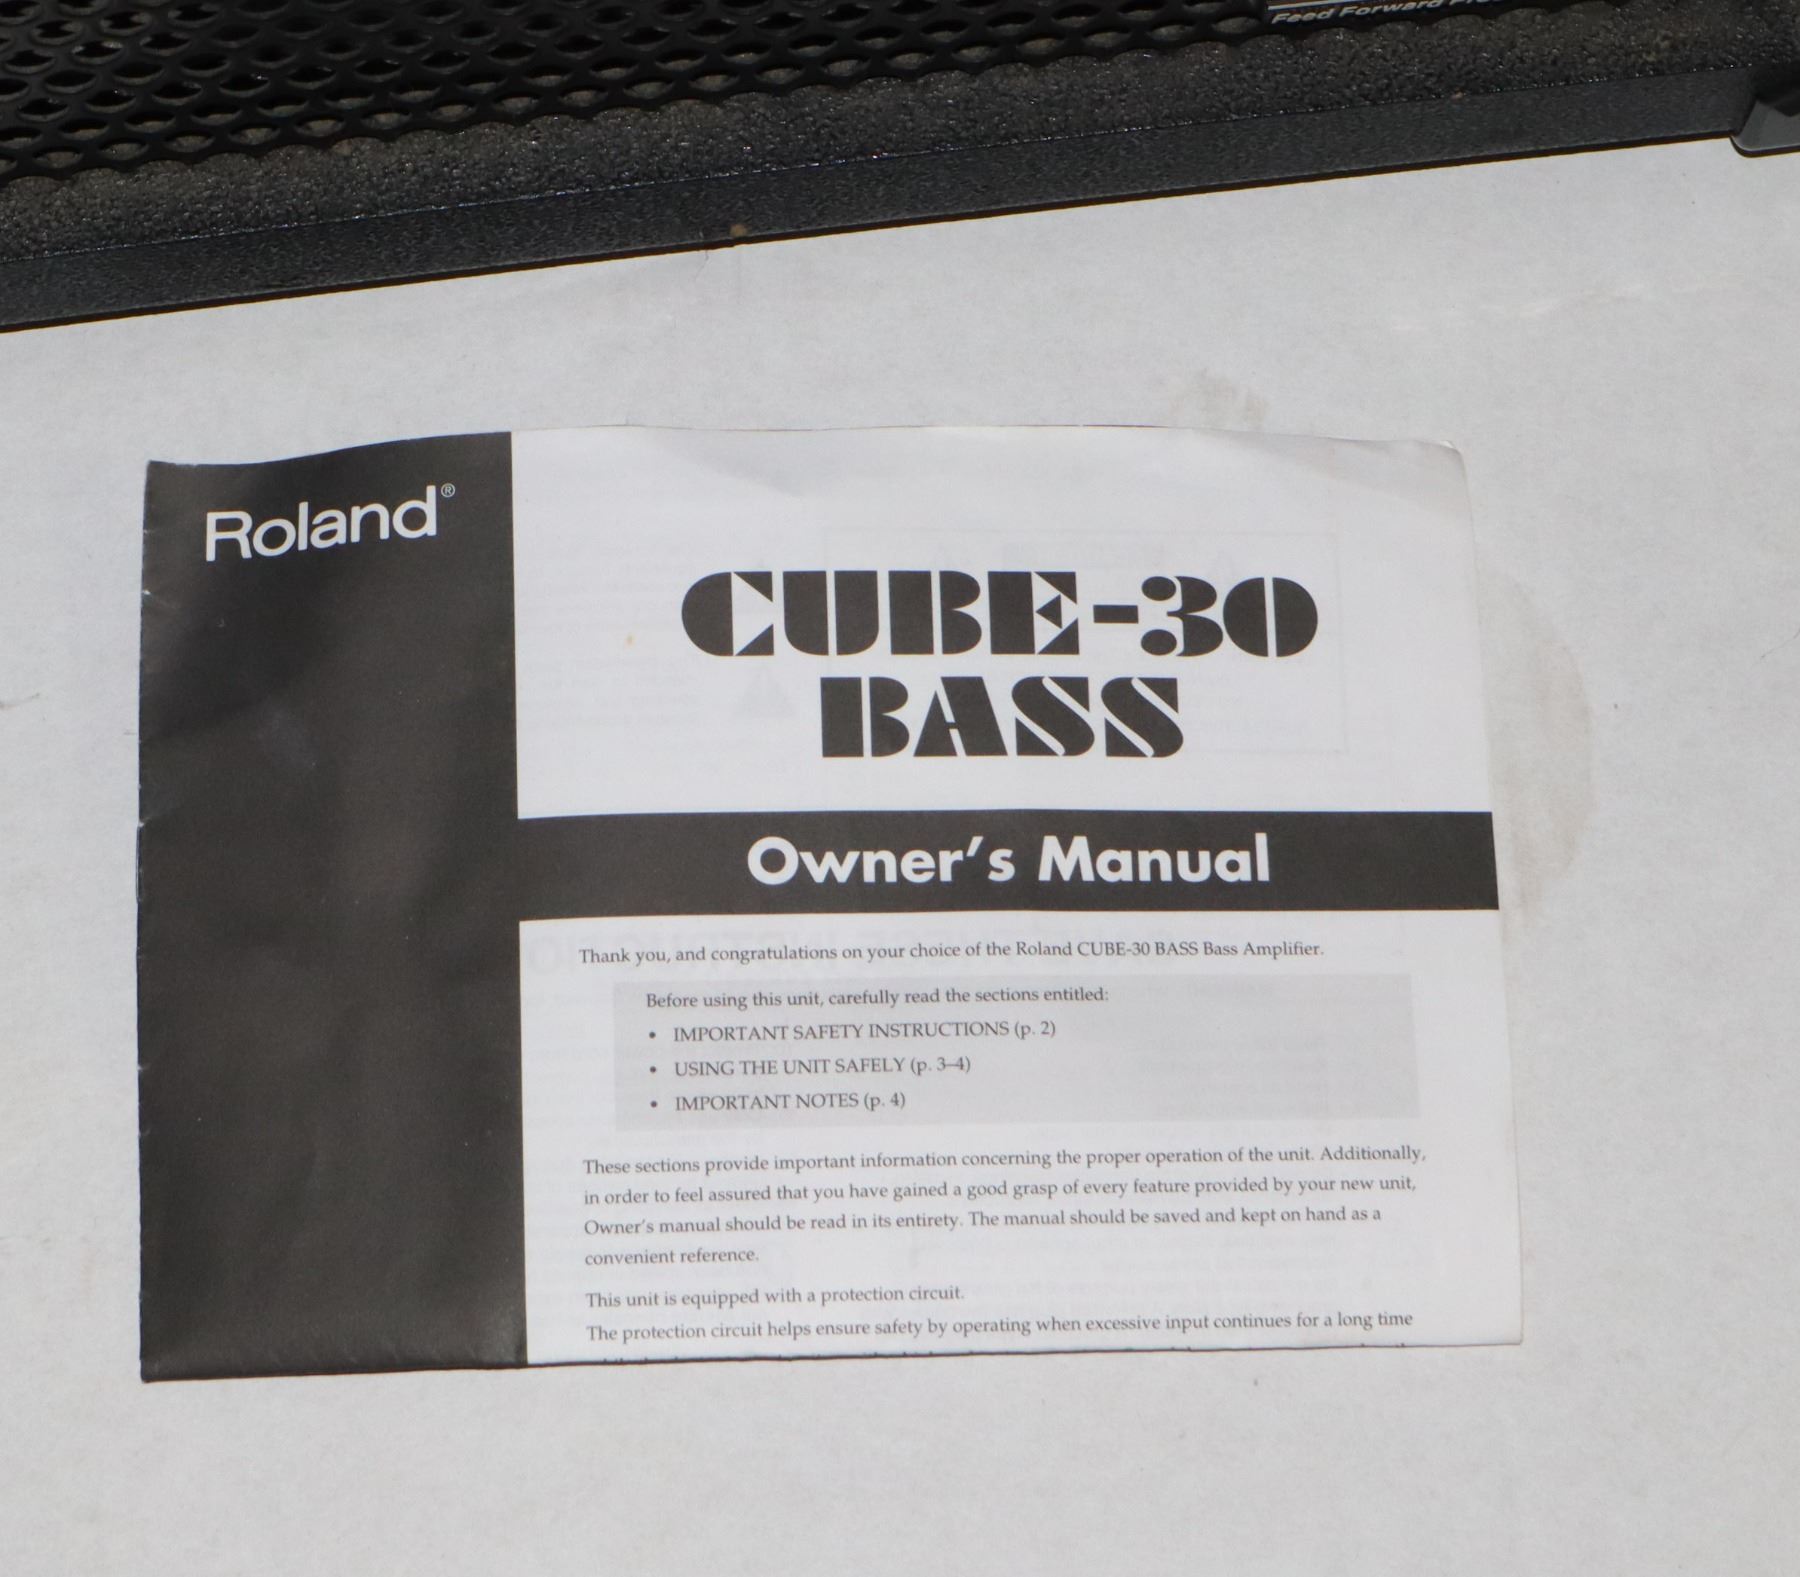 Feed Forward
Roland®
CUBE-30
BASS
Owner's Manual
Thank you, and congratulations on your choice of the Roland CUBE-30 BASS Bass Amplifier.
Before using this unit, carefully read the sections entitled:
• IMPORTANT SAFETY INSTRUCTIONS (p. 2)
• USING THE UNIT SAFELY (p. 3–4)
• IMPORTANT NOTES (p. 4)
These sections provide important information concerning the proper operation of the unit. Additionally,
in order to feel assured that you have gained a good grasp of every feature provided by your new unit,
Owner's manual should be read in its entirety. The manual should be saved and kept on hand as a
convenient reference.
This unit is equipped with a protection circuit.
The protection circuit helps ensure safety by operating when excessive input continues for a long time